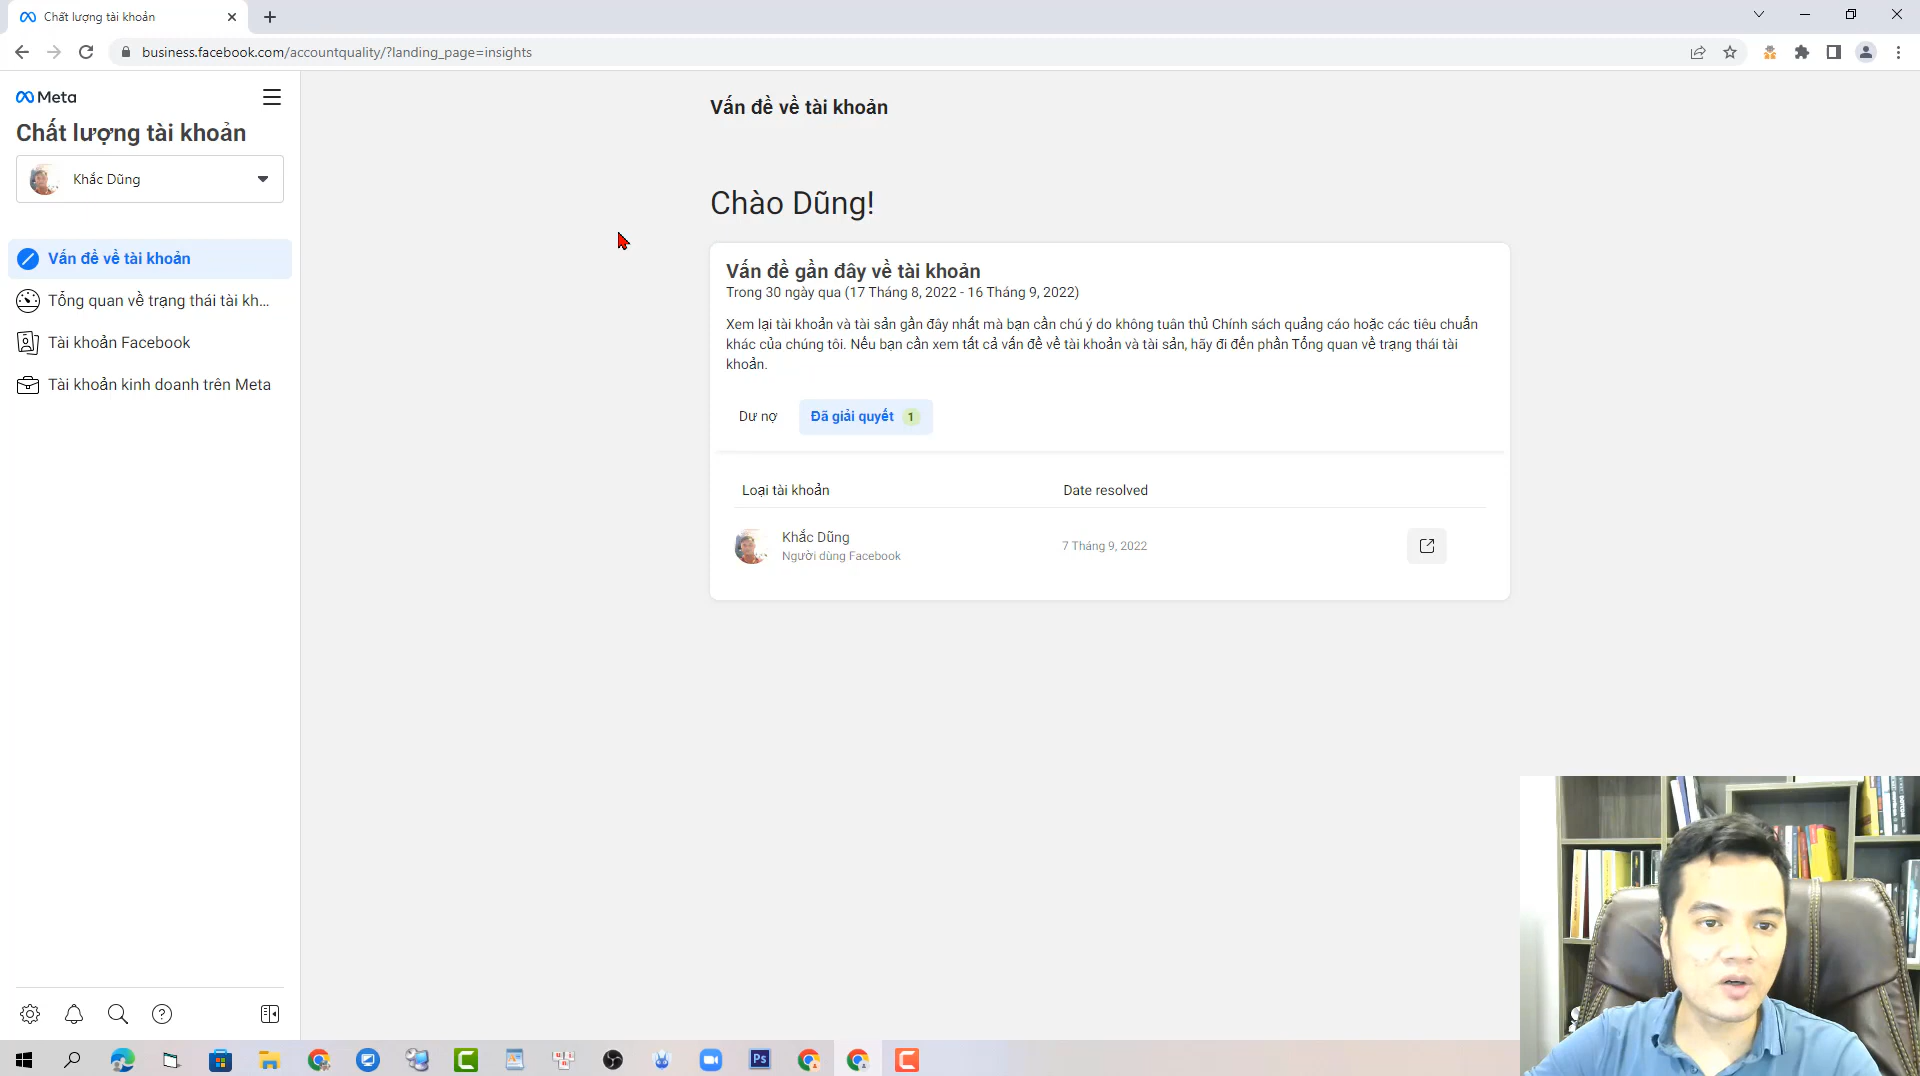 Chất lượng tài khoản
business.facebook.com/accountquality/?landing_page=insights
Meta
Chất lượng tài khoản
Khắc Dũng
Vấn đề về tài khoản
Tổng quan về trạng thái tài kh...
Tài khoản Facebook
Tài khoản kinh doanh trên Meta
Vấn đề về tài khoản
Chào Dũng!
Vấn đề gần đây về tài khoản
Trong 30 ngày qua (17 Tháng 8, 2022 - 16 Tháng 9, 2022)
Xem lại tài khoản và tài sản gần đây nhất mà bạn cần chú ý do không tuân thủ Chính sách quảng cáo hoặc các tiêu chuẩn
khác của chúng tôi. Nếu bạn cần xem tất cả vấn đề về tài khoản và tài sản, hãy đi đến phần Tổng quan về trạng thái tài
khoản.
Dư nợ Đã giải quyết 1
Loại tài khoản Date resolved
Khắc Dũng
Người dùng Facebook
7 Tháng 9, 2022
Ps